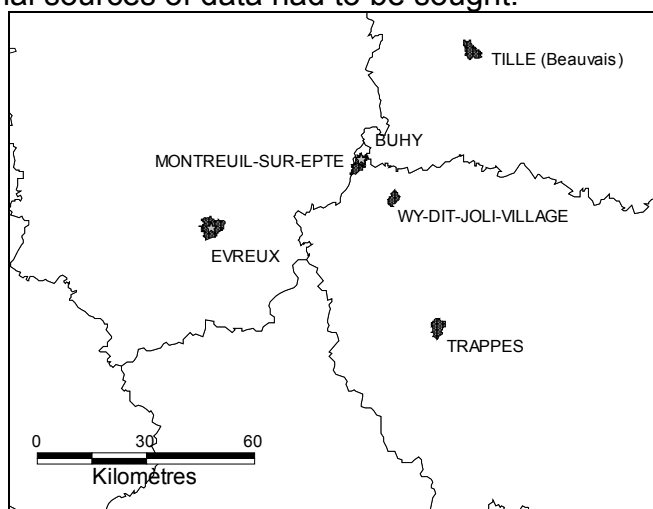 nal sources of data had to be sought.
TILLE (Beauvais)
BUHY
MONTREUIL-SUR-EPTE
WY-DIT-JOLI-VILLAGE
EVREUX
TRAPPES
0 30 60
Kilomètres